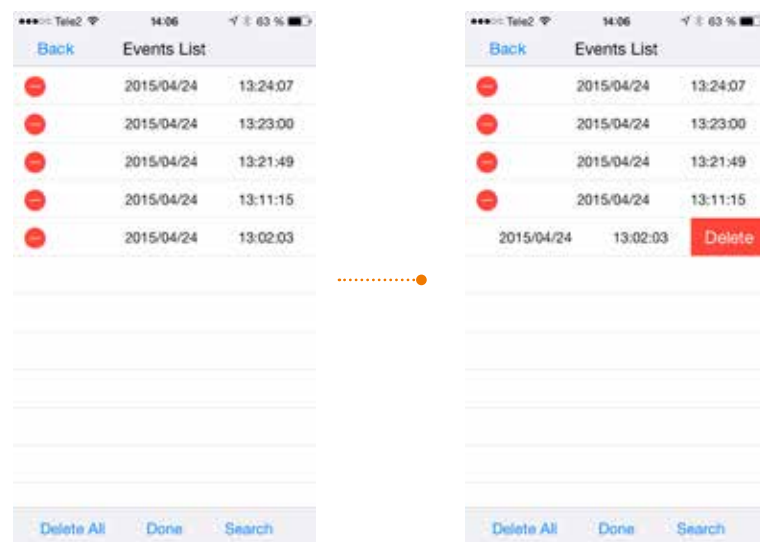 Tele2 14:06 63 %
Back Events List
2015/04/24 13:24:07
2015/04/24 13:23:00
2015/04/24 13:21:49
2015/04/24 13:11:15
2015/04/24 13:02:03
Delete All Done Search
Tele2 14:06 63 %
Back Events List
2015/04/24 13:24:07
2015/04/24 13:23:00
2015/04/24 13:21:49
2015/04/24 13:11:15
2015/04/24 13:02:03 Delete
Delete All Done Search